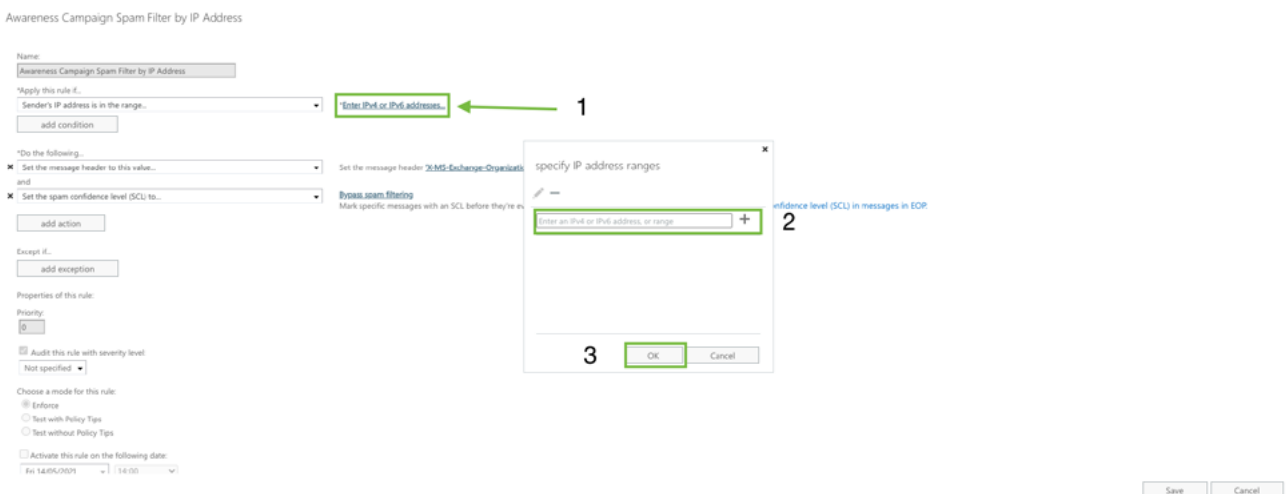 Awareness Campaign Spam Filter by IP Address
Name:
Awareness Campaign Spam Filter by IP Address
*Apply this rule if...
Sender's IP address is in the range...
*Enter IPv4 or IPv6 addresses...
1
add condition
*Do the following...
Set the message header to this value...
Set the message header 'X-MS-Exchange-Organizati
and
Set the spam confidence level (SCL) to...
Bypass spam filtering
Mark specific messages with an SCL before they're ev
nfidence level (SCL) in messages in EOP.
add action
specify IP address ranges
Enter an IPv4 or IPv6 address, or range
2
3
OK
Cancel
Except if...
add exception
Properties of this rule:
Priority:
0
Audit this rule with severity level:
Not specified
Choose a mode for this rule:
Enforce
Test with Policy Tips
Test without Policy Tips
Activate this rule on the following date:
Fri 14/05/2021
14:00
Save
Cancel